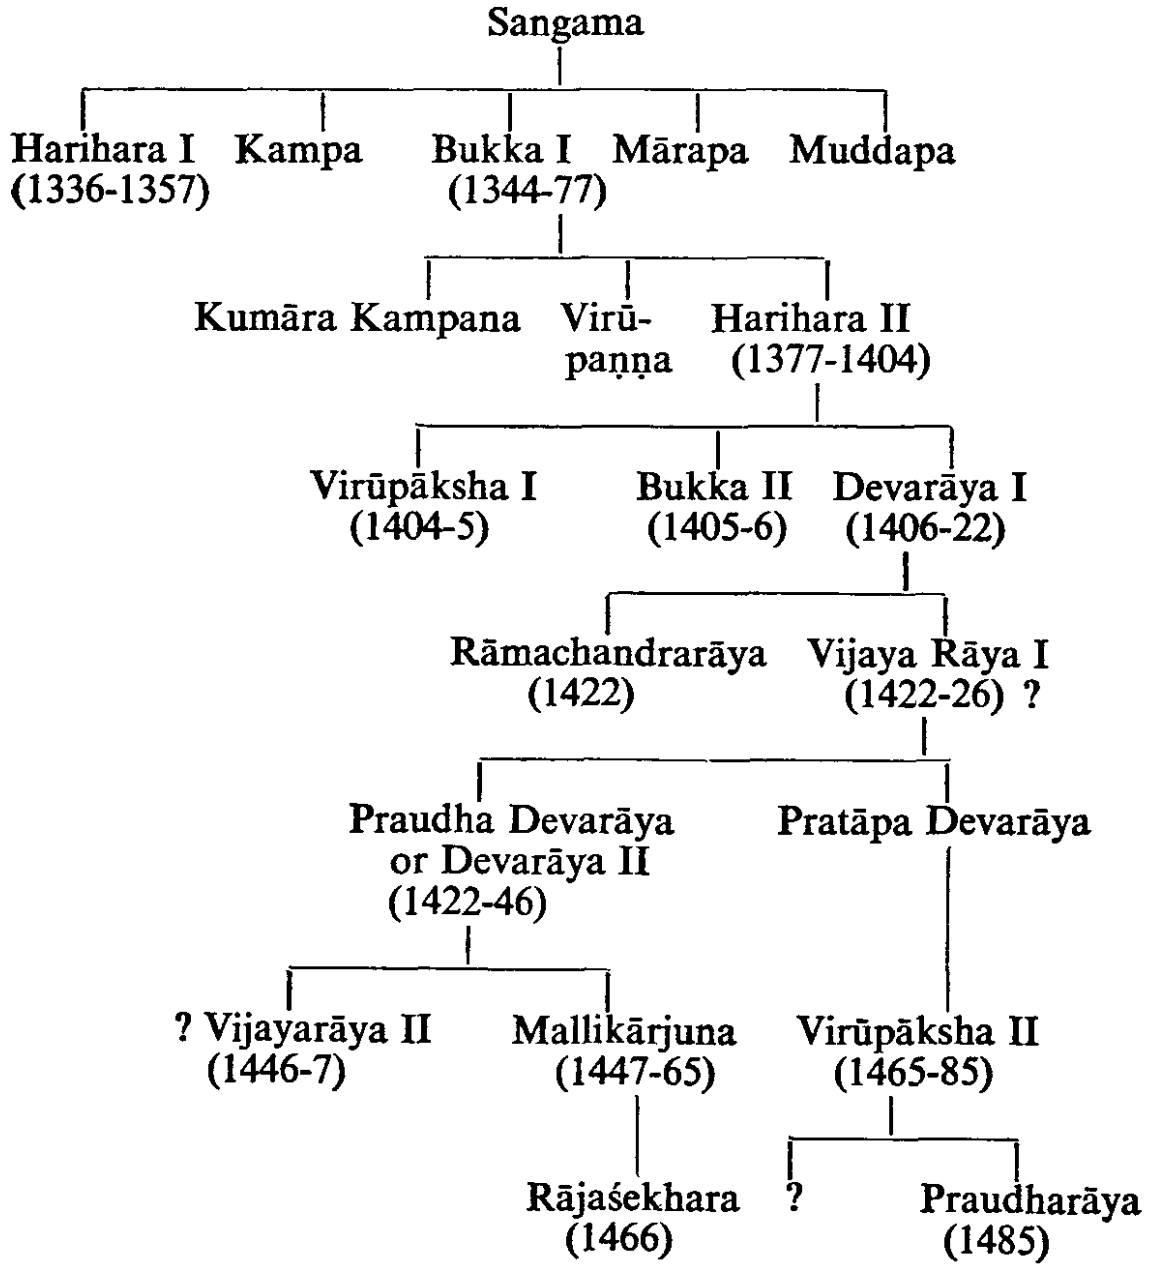 Sangama
Harihara I Kampa Bukka I Mārapa Muddapa
(1336-1357) (1344-77)
Kumāra Kampana Virū- Harihara II
paṇṇa (1377-1404)
Virūpāksha I Bukka II Devarāya I
(1404-5) (1405-6) (1406-22)
Rāmachandrarāya Vijaya Rāya I
(1422) (1422-26) ?
Praudha Devarāya Pratāpa Devarāya
or Devarāya II
(1422-46)
? Vijayarāya II Mallikārjuna Virūpāksha II
(1446-7) (1447-65) (1465-85)
Rājaśekhara ? Praudharāya
(1466) (1485)